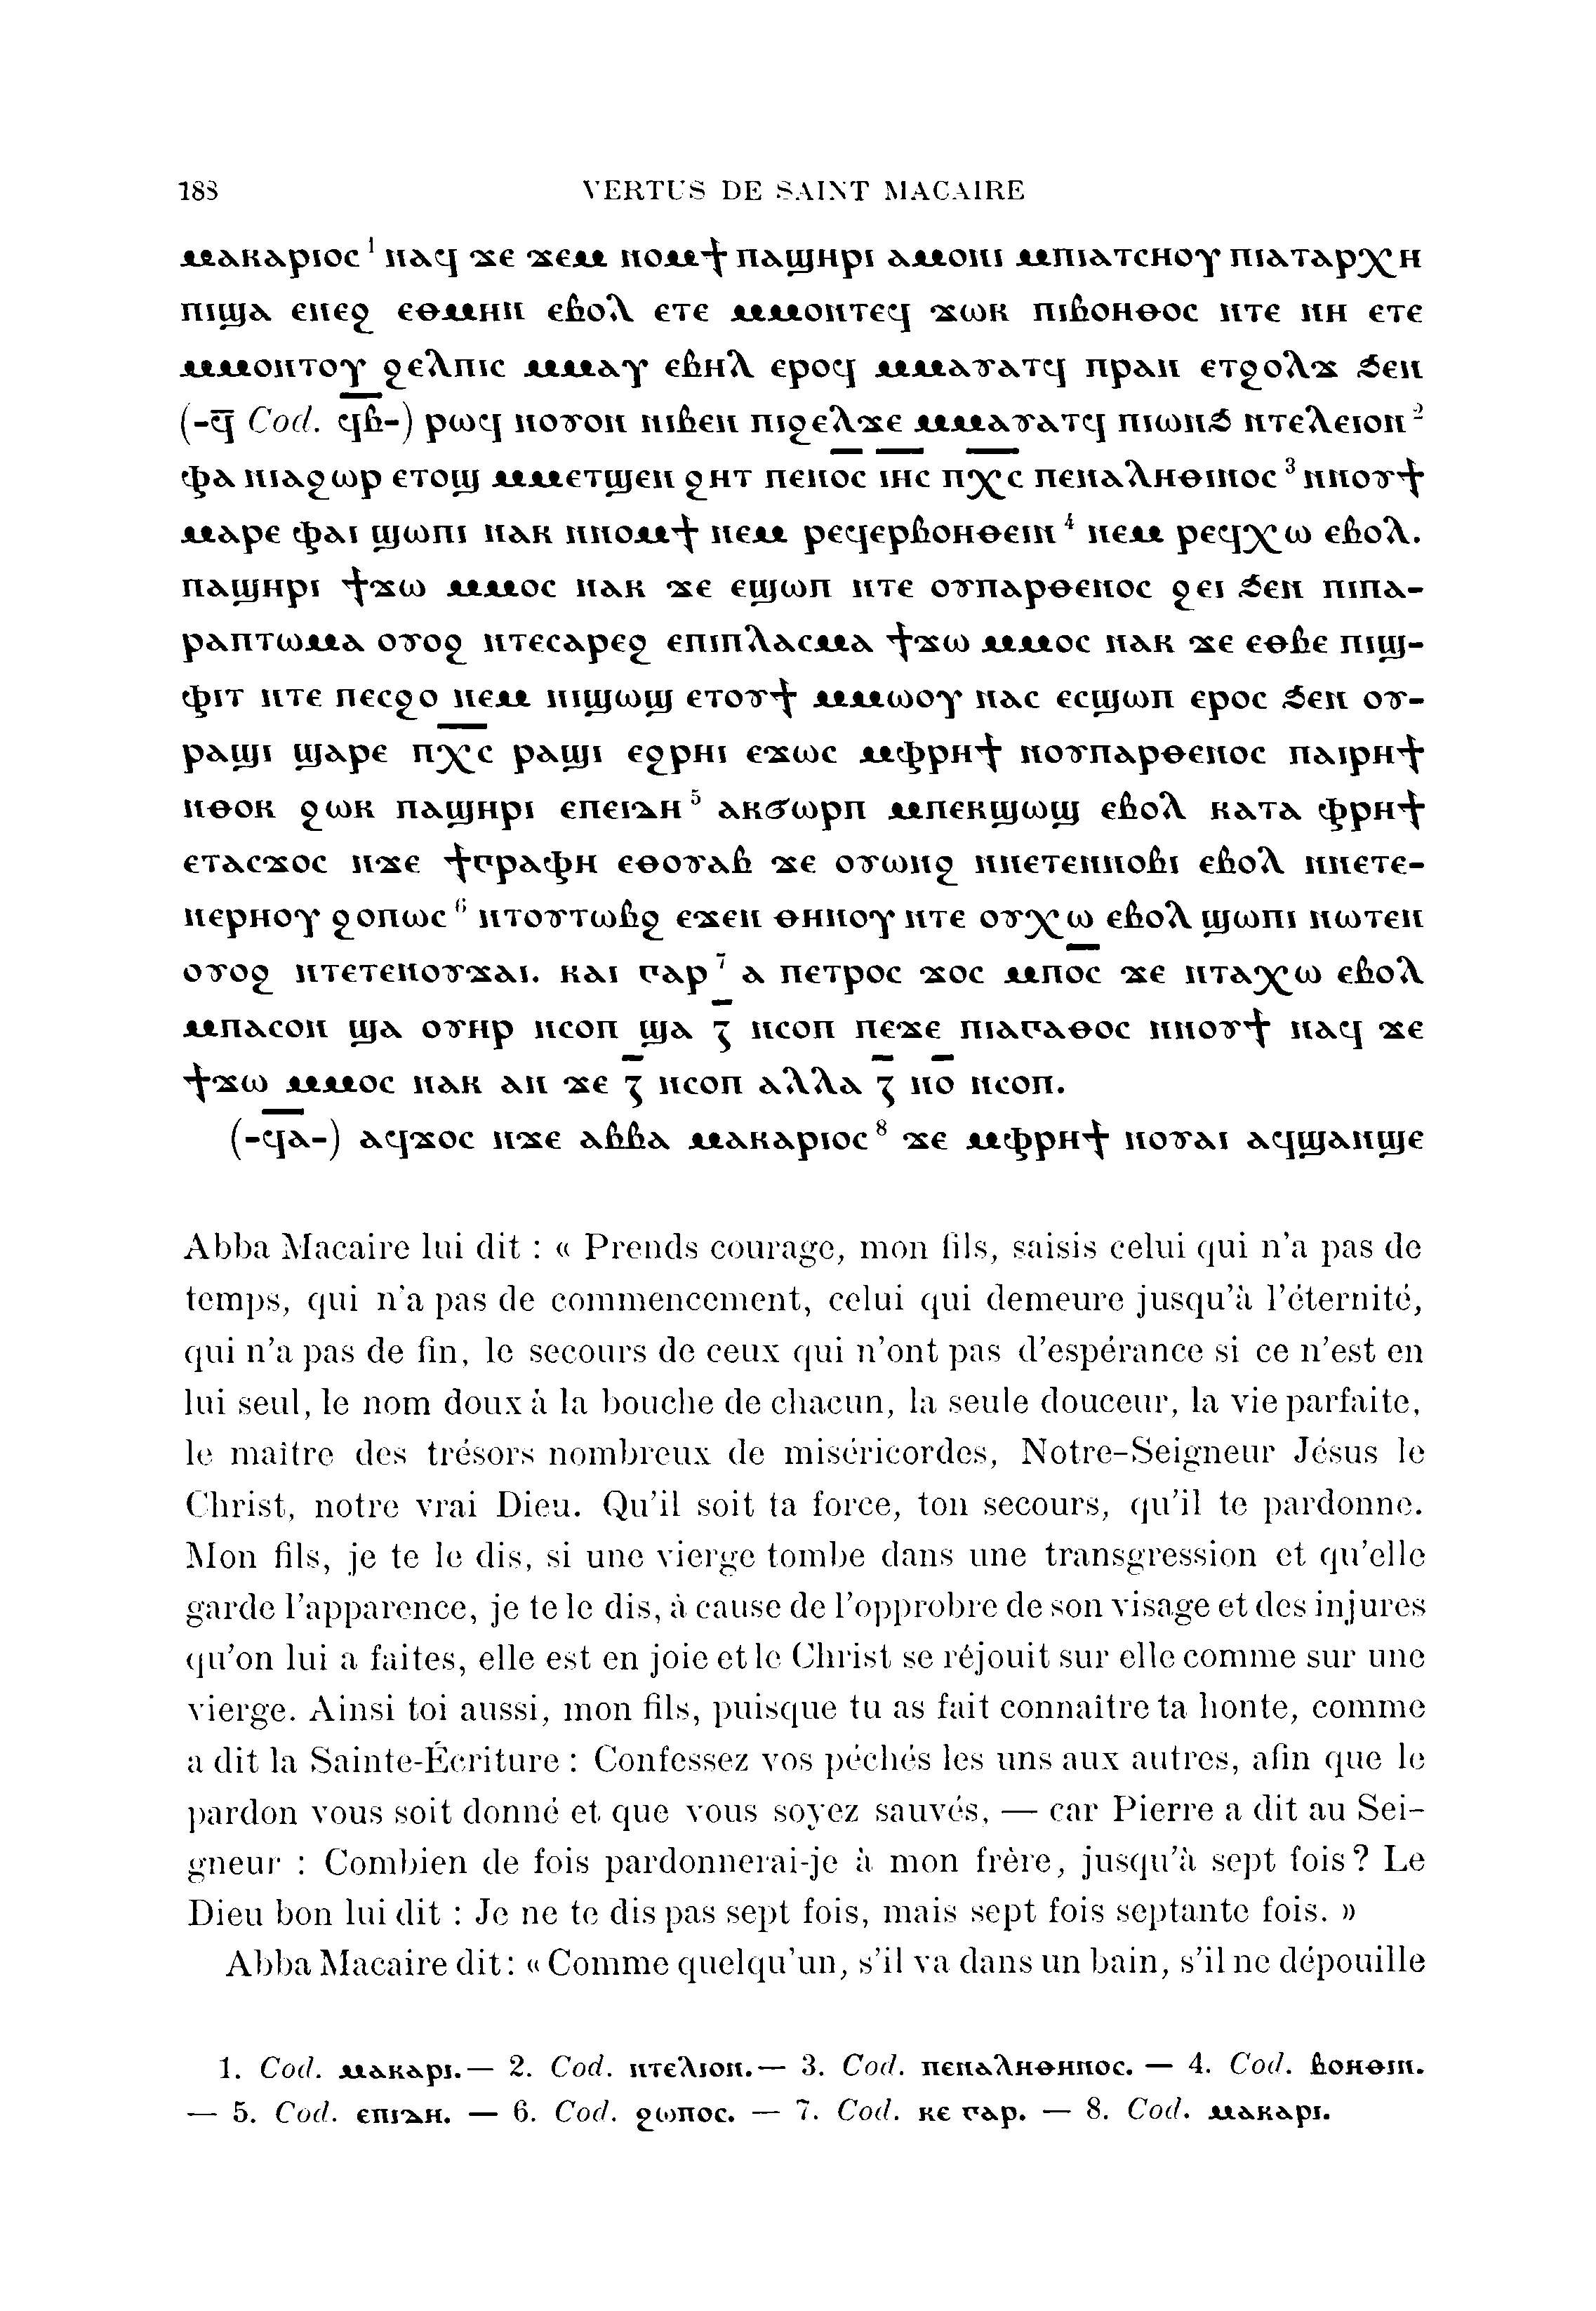 188 VERTUS DE SAINT MACAIRE
ⲙⲁⲕⲁⲣⲓⲟⲥ¹ ⲛⲁϥ ϫⲉ ϫⲉⲙ ⲛⲟⲙϯ ⲡⲁϣⲏⲣⲓ ⲁⲙⲟⲛⲓ ⲙⲡⲓⲁⲧⲥⲏⲟⲩ ⲡⲓⲁⲧⲁⲣⲭⲏ
ⲡⲓϣⲁ ⲉⲛⲉϩ ⲉⲑⲙⲏⲛ ⲉⲃⲟⲗ ⲉⲧⲉ ⲙⲙⲟⲛⲧⲉϥ ϫⲱⲕ ⲡⲓⲃⲟⲏⲑⲟⲥ ⲛⲧⲉ ⲛⲏ ⲉⲧⲉ
ⲙⲙⲟⲛⲧⲟⲩ ϩⲉⲗⲡⲓⲥ ⲙⲙⲁⲩ ⲉⲃⲏⲗ ⲉⲣⲟϥ ⲙⲙⲁⲩⲁⲧϥ ⲡⲣⲁⲛ ⲉⲧϩⲟⲗϫ ϧⲉⲛ
(-ϥ̅ Cod. ϥ̅ⲃ̅-) ⲣⲱϥ ⲛⲟⲩⲟⲛ ⲛⲓⲃⲉⲛ ⲡⲓϩⲉⲗϫⲉ ⲙⲙⲁⲩⲁⲧϥ ⲡⲓⲱⲛϧ ⲛⲧⲉⲗⲉⲓⲟⲛ²
ⲫⲁ ⲛⲓⲁϩⲱⲣ ⲉⲧⲟϣ ⲙⲙⲉⲧϣⲉⲛ ϩⲏⲧ ⲡⲉⲛⲟ̅ⲥ̅ ⲓ̅ⲏ̅ⲥ̅ ⲡ̅ⲭ̅ⲥ̅ ⲡⲉⲛⲁⲗⲏⲑⲓⲛⲟⲥ³ ⲛⲛⲟⲩϯ
ⲙⲁⲣⲉ ⲫⲁⲓ ϣⲱⲡⲓ ⲛⲁⲕ ⲛⲛⲟⲙϯ ⲛⲉⲙ ⲣⲉϥⲉⲣⲃⲟⲏⲑⲉⲓⲛ⁴ ⲛⲉⲙ ⲣⲉϥⲭⲱ ⲉⲃⲟⲗ.
ⲡⲁϣⲏⲣⲓ ϯϫⲱ ⲙⲙⲟⲥ ⲛⲁⲕ ϫⲉ ⲉϣⲱⲡ ⲛⲧⲉ ⲟⲩⲡⲁⲣⲑⲉⲛⲟⲥ ϩⲉⲓ ϧⲉⲛ ⲡⲓⲡⲁ-
ⲣⲁⲡⲧⲱⲙⲁ ⲟⲩⲟϩ ⲛⲧⲉⲥⲁⲣⲉϩ ⲉⲡⲓⲡⲗⲁⲥⲙⲁ ϯϫⲱ ⲙⲙⲟⲥ ⲛⲁⲕ ϫⲉ ⲉⲑⲃⲉ ⲡⲓϣ-
ⲫⲓⲧ ⲛⲧⲉ ⲡⲉⲥϩⲟ ⲛⲉⲙ ⲛⲓϣⲱϣ ⲉⲧⲟⲩϯ ⲙⲙⲱⲟⲩ ⲛⲁⲥ ⲉⲥϣⲱⲡ ⲉⲣⲟⲥ ϧⲉⲛ ⲟⲩ-
ⲣⲁϣⲓ ϣⲁⲣⲉ ⲡ̅ⲭ̅ⲥ̅ ⲣⲁϣⲓ ⲉϩⲣⲏⲓ ⲉϫⲱⲥ ⲙⲫⲣⲏϯ ⲛⲟⲩⲡⲁⲣⲑⲉⲛⲟⲥ ⲡⲁⲓⲣⲏϯ
ⲛⲑⲟⲕ ϩⲱⲕ ⲡⲁϣⲏⲣⲓ ⲉⲡⲉⲓⲇⲏ⁵ ⲁⲕϭⲱⲣⲡ ⲙⲡⲉⲕϣⲱϣ ⲉⲃⲟⲗ ⲕⲁⲧⲁ ⲫⲣⲏϯ
ⲉⲧⲁⲥϫⲟⲥ ⲛϫⲉ ϯⲅⲣⲁⲫⲏ ⲉⲑⲟⲩⲁⲃ ϫⲉ ⲟⲩⲱⲛϩ ⲛⲛⲉⲧⲉⲛⲛⲟⲃⲓ ⲉⲃⲟⲗ ⲛⲛⲉⲧⲉ-
ⲛⲉⲣⲏⲟⲩ ϩⲟⲡⲱⲥ⁶ ⲛⲧⲟⲩⲧⲱⲃϩ ⲉϫⲉⲛ ⲑⲏⲛⲟⲩ ⲛⲧⲉ ⲟⲩⲭⲱ ⲉⲃⲟⲗ ϣⲱⲡⲓ ⲛⲱⲧⲉⲛ
ⲟⲩⲟϩ ⲛⲧⲉⲧⲉⲛⲟⲩϫⲁⲓ. ⲕⲁⲓ ⲅⲁⲣ⁷ ⲁ ⲡⲉⲧⲣⲟⲥ ϫⲟⲥ ⲙⲡⲟ̅ⲥ̅ ϫⲉ ⲛⲧⲁⲭⲱ ⲉⲃⲟⲗ
ⲙⲡⲁⲥⲟⲛ ϣⲁ ⲟⲩⲏⲣ ⲛⲥⲟⲡ ϣⲁ ⲍ̅ ⲛⲥⲟⲡ ⲡⲉϫⲉ ⲡⲓⲁⲅⲁⲑⲟⲥ ⲛⲛⲟⲩϯ ⲛⲁϥ ϫⲉ
ϯϫⲱ ⲙⲙⲟⲥ ⲛⲁⲕ ⲁⲛ ϫⲉ ⲍ̅ ⲛⲥⲟⲡ ⲁⲗⲗⲁ ⲍ̅ ⲛⲟ̅ ⲛⲥⲟⲡ.
(-ϥ̅ⲁ̅-) ⲁϥϫⲟⲥ ⲛϫⲉ ⲁⲃⲃⲁ ⲙⲁⲕⲁⲣⲓⲟⲥ⁸ ϫⲉ ⲙⲫⲣⲏϯ ⲛⲟⲩⲁⲓ ⲁϥϣⲁⲛϣⲉ
Abba Macaire lui dit : « Prends courage, mon fils, saisis celui qui n'a pas de
temps, qui n'a pas de commencement, celui qui demeure jusqu'à l'éternité,
qui n'a pas de fin, le secours de ceux qui n'ont pas d'espérance si ce n'est en
lui seul, le nom doux à la bouche de chacun, la seule douceur, la vie parfaite,
le maître des trésors nombreux de miséricordes, Notre-Seigneur Jésus le
Christ, notre vrai Dieu. Qu'il soit ta force, ton secours, qu'il te pardonne.
Mon fils, je te le dis, si une vierge tombe dans une transgression et qu'elle
garde l'apparence, je te le dis, à cause de l'opprobre de son visage et des injures
qu'on lui a faites, elle est en joie et le Christ se réjouit sur elle comme sur une
vierge. Ainsi toi aussi, mon fils, puisque tu as fait connaître ta honte, comme
a dit la Sainte-Écriture : Confessez vos péchés les uns aux autres, afin que le
pardon vous soit donné et que vous soyez sauvés, — car Pierre a dit au Sei-
gneur : Combien de fois pardonnerai-je à mon frère, jusqu'à sept fois? Le
Dieu bon lui dit : Je ne te dis pas sept fois, mais sept fois septante fois. »
Abba Macaire dit : « Comme quelqu'un, s'il va dans un bain, s'il ne dépouille
1. Cod. ⲙⲁⲕⲁⲣⲓ. — 2. Cod. ⲛⲧⲉⲗⲓⲟⲛ. — 3. Cod. ⲡⲉⲛⲁⲗⲏⲑⲏⲛⲟⲥ. — 4. Cod. ⲃⲟⲏⲑⲓⲛ.
— 5. Cod. ⲉⲡⲓⲇⲏ. — 6. Cod. ϩⲱⲡⲟⲥ. — 7. Cod. ⲕⲉ ⲅⲁⲣ. — 8. Cod. ⲙⲁⲕⲁⲣⲓ.